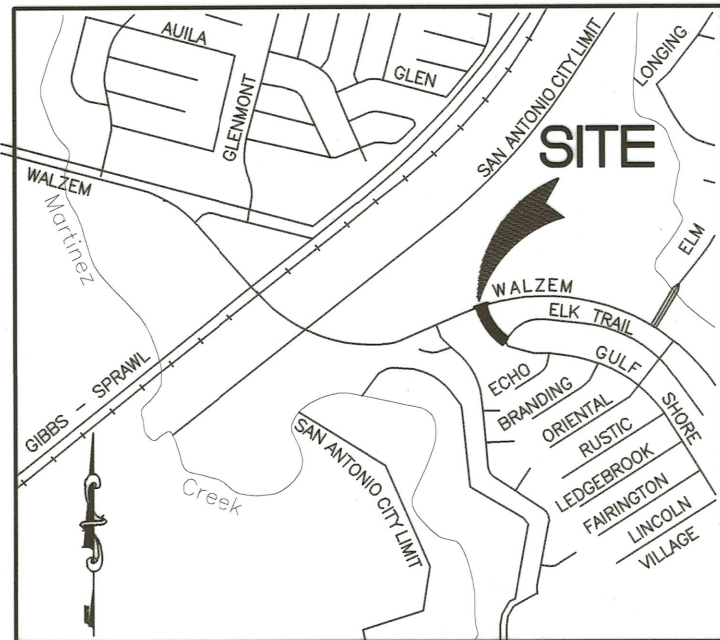 AUILA
GLEN
GLENMONT
SAN ANTONIO CITY LIMIT
LONGING
SITE
WALZEM
Martinez
ELM
WALZEM
ELK TRAIL
GULF
SHORE
ECHO
BRANDING
ORIENTAL
RUSTIC
LEDGEBROOK
FAIRINGTON
LINCOLN
VILLAGE
GIBBS - SPRAWL
SAN ANTONIO CITY LIMIT
Creek